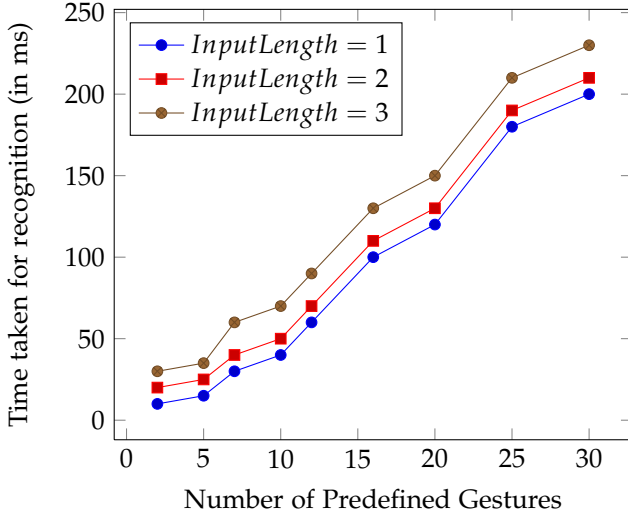 InputLength = 1
InputLength = 2
InputLength = 3
250
200
150
100
50
0
Time taken for recognition (in ms)
0 5 10 15 20 25 30
Number of Predefined Gestures